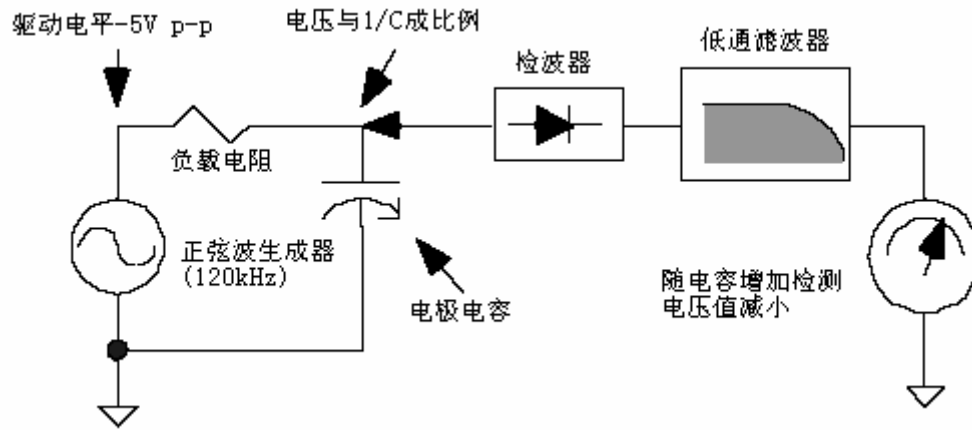 驱动电平-5V p-p
电压与1/C成比例
低通滤波器
检波器
负载电阻
正弦波生成器
(120kHz)
电极电容
随电容增加检测
电压值减小